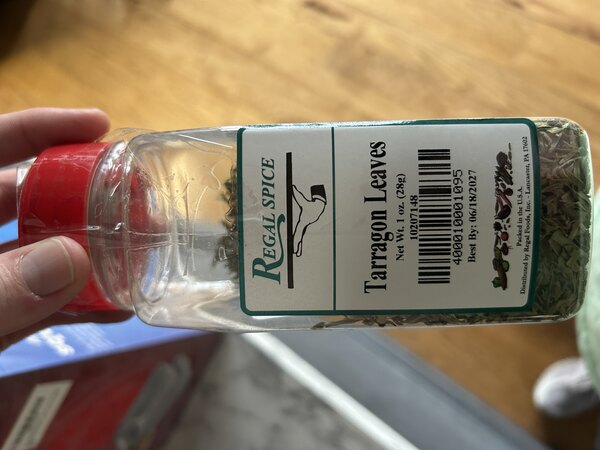 REGAL SPICE
Tarragon Leaves
Net Wt. 1 oz. (28g)
10207148
400010001095
Best By: 06/18/2027
Packed in the U.S.A.
Distributed by Regal Foods, Inc. - Lancaster, PA 17602